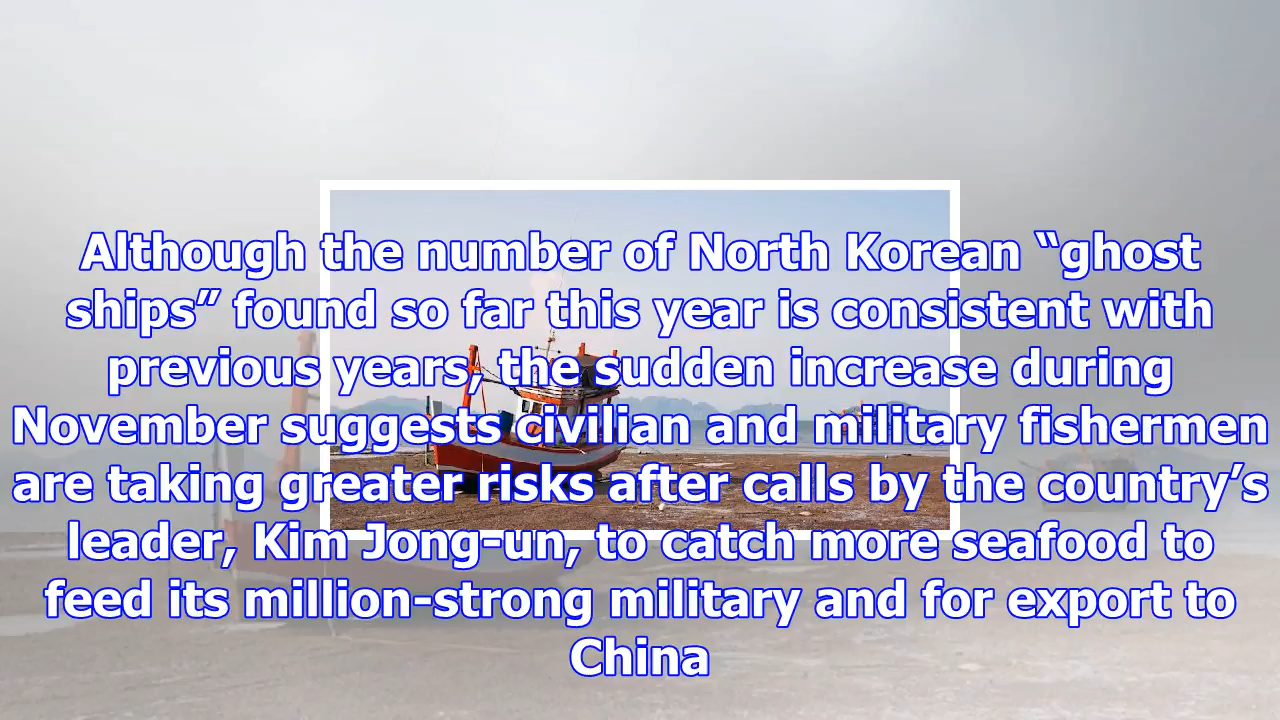 Although the number of North Korean “ghost
ships” found so far this year is consistent with
previous years, the sudden increase during
November suggests civilian and military fishermen
are taking greater risks after calls by the country’s
leader, Kim Jong-un, to catch more seafood to
feed its million-strong military and for export to
China